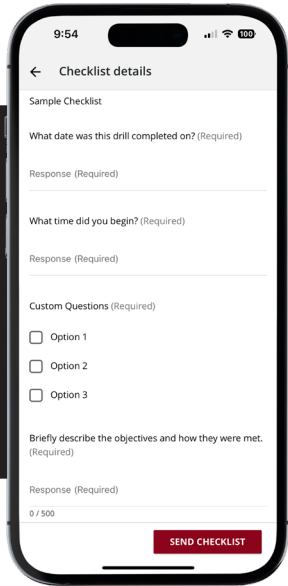 9:54
100
Checklist details
Sample Checklist
What date was this drill completed on? (Required)
Response (Required)
What time did you begin? (Required)
Response (Required)
Custom Questions (Required)
Option 1
Option 2
Option 3
Briefly describe the objectives and how they were met.
(Required)
Response (Required)
0 / 500
SEND CHECKLIST